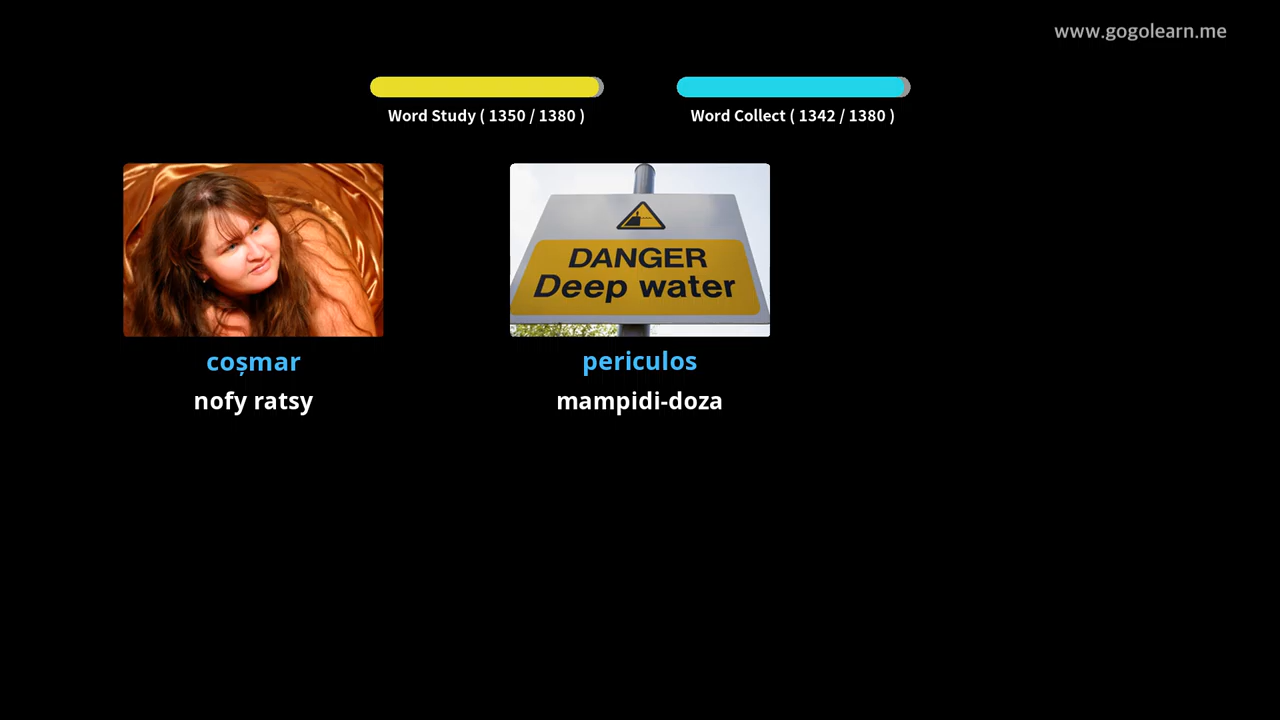 www.gogolearn.me
Word Study ( 1350 / 1380 )
Word Collect ( 1342 / 1380 )
DANGER
Deep water
coșmar
periculos
nofy ratsy
mampidi-doza